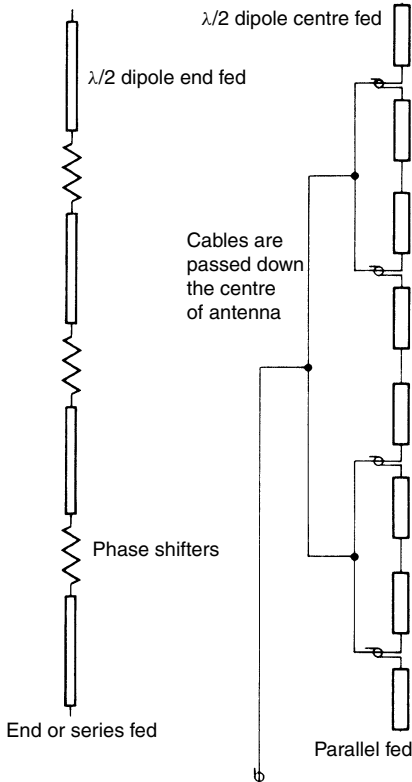 λ/2 dipole centre fed
λ/2 dipole end fed
Cables are
passed down
the centre
of antenna
Phase shifters
End or series fed
Parallel fed